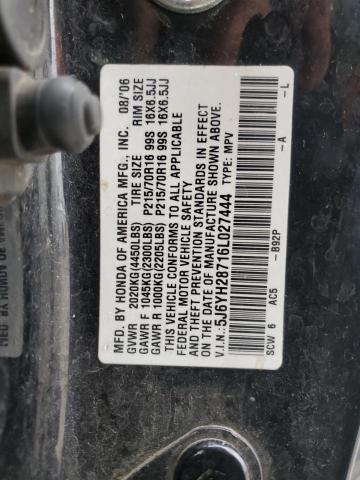 MFD. BY HONDA OF AMERICA MFG., INC. 08/'06
GVWR 2020KG(4450LBS) TIRE SIZE RIM SIZE
GAWR F 1045KG(2300LBS) P215/70R16 99S 16X6.5JJ
GAWR R 1000KG(2205LBS) P215/70R16 99S 16X6.5JJ
THIS VEHICLE CONFORMS TO ALL APPLICABLE
FEDERAL MOTOR VEHICLE SAFETY
AND THEFT PREVENTION STANDARDS IN EFFECT
ON THE DATE OF MANUFACTURE SHOWN ABOVE.
V.I.N.:5J6YH28716L027444 TYPE: MPV
SCW 6 AC5 -B92P -A -L